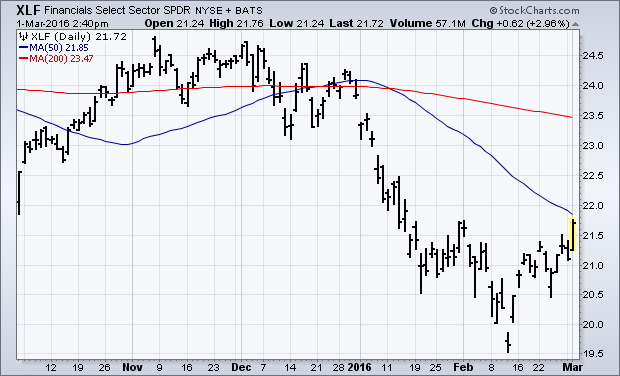 XLF Financials Select Sector SPDR NYSE + BATS
© StockCharts.com
1-Mar-2016 2:40pm Open 21.24 High 21.76 Low 21.24 Last 21.72 Volume 57.1M Chg +0.62 (+2.96%) ▲
XLF (Daily) 21.72
MA(50) 21.85
MA(200) 23.47
24.5
24.0
23.5
23.0
22.5
22.0
21.5
21.0
20.5
20.0
19.5
12 19 26 Nov 9 16 23 Dec 7 14 21 28 2016 11 19 25 Feb 8 16 22 Mar